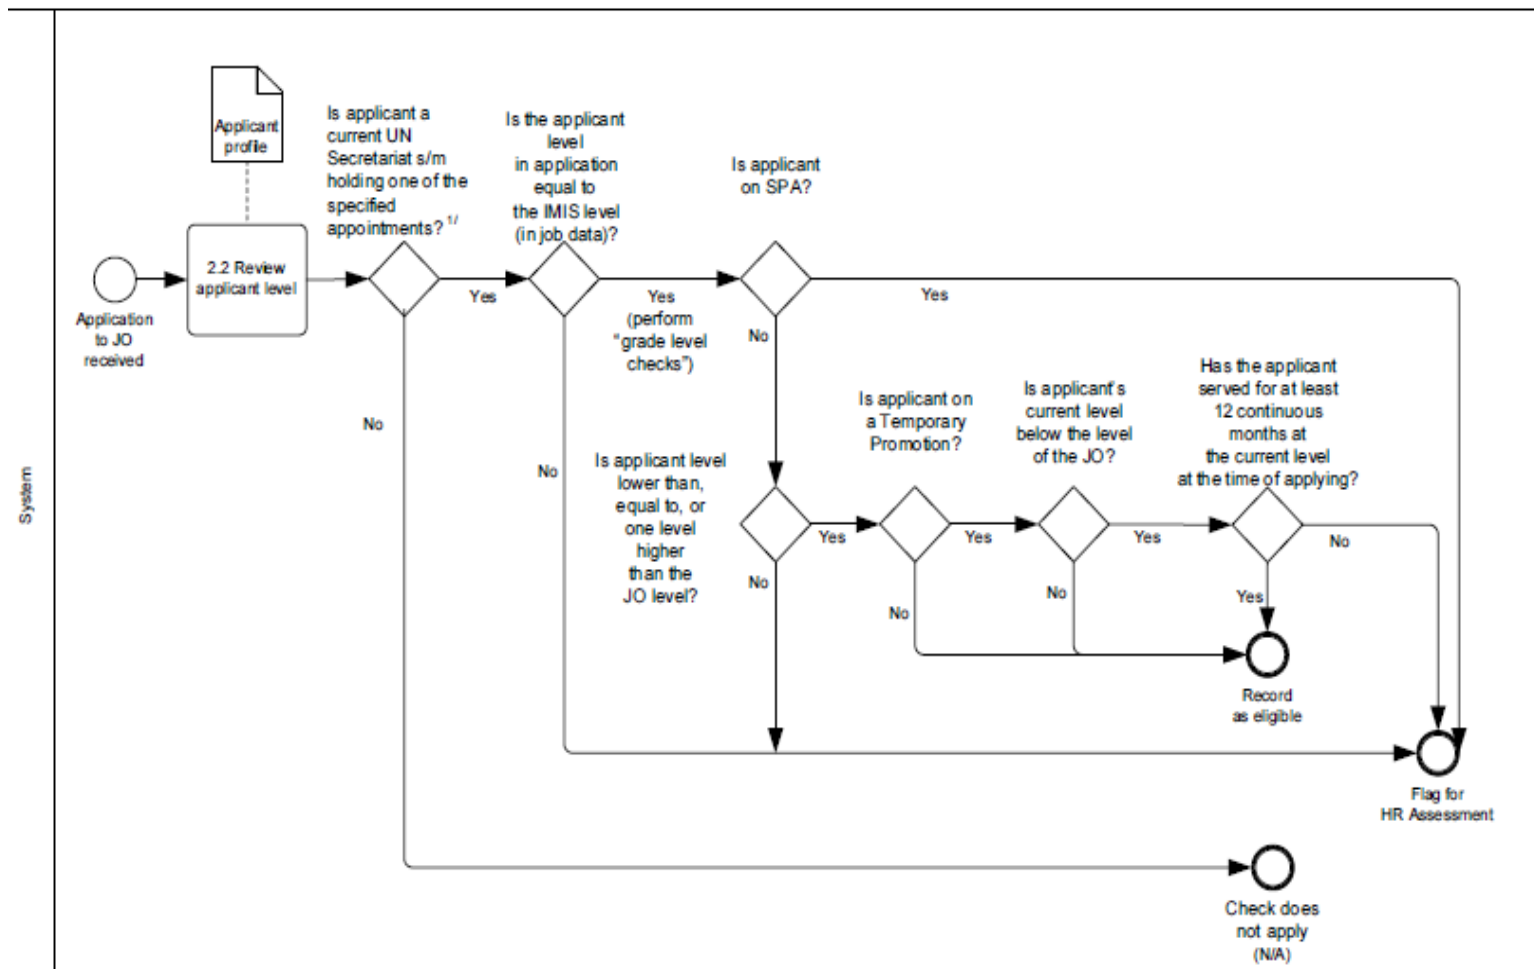 Applicant
profile
Is applicant a
current UN
Secretariat s/m
holding one of the
specified
appointments? 1/
Is the applicant
level
in application
equal to
the IMIS level
(in job data)?
Is applicant
on SPA?
2.2 Review
applicant level
Application
to JO
received
Yes
Yes
(perform
"grade level
checks")
Yes
No
No
No
Is applicant level
lower than,
equal to, or
one level
higher
than the
JO level?
Is applicant on
a Temporary
Promotion?
Is applicant's
current level
below the level
of the JO?
Has the applicant
served for at least
12 continuous
months at
the current level
at the time of applying?
Yes
Yes
Yes
No
No
No
No
Yes
Record
as eligible
Flag for
HR Assessment
Check does
not apply
(N/A)
System